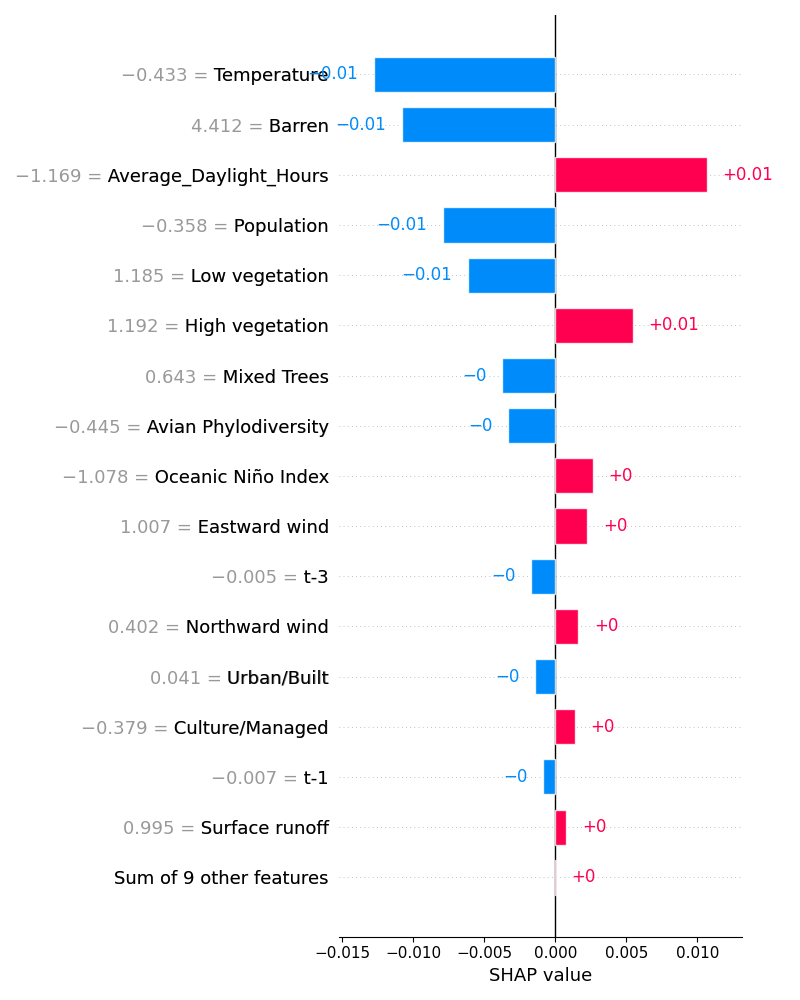 −0.433 = Temperature −0.01
4.412 = Barren −0.01
−1.169 = Average_Daylight_Hours +0.01
−0.358 = Population −0.01
1.185 = Low vegetation −0.01
1.192 = High vegetation +0.01
0.643 = Mixed Trees −0
−0.445 = Avian Phylodiversity −0
−1.078 = Oceanic Niño Index +0
1.007 = Eastward wind +0
−0.005 = t-3 −0
0.402 = Northward wind +0
0.041 = Urban/Built −0
−0.379 = Culture/Managed +0
−0.007 = t-1 −0
0.995 = Surface runoff +0
Sum of 9 other features +0
−0.015 −0.010 −0.005 0.000 0.005 0.010
SHAP value